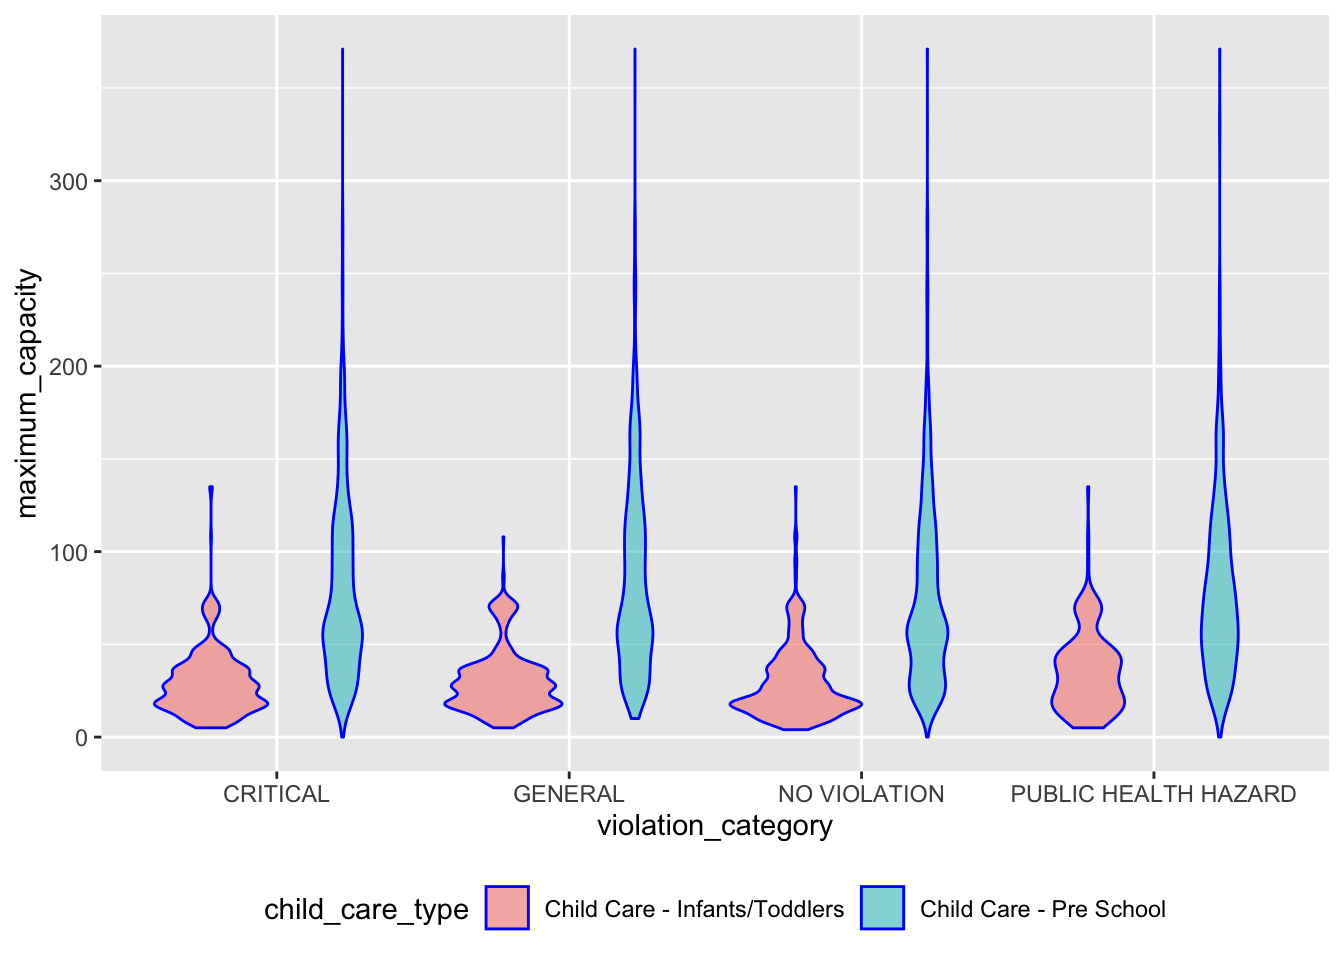 maximum_capacity
300
200
100
0
CRITICAL GENERAL NO VIOLATION PUBLIC HEALTH HAZARD
violation_category
child_care_type Child Care - Infants/Toddlers Child Care - Pre School